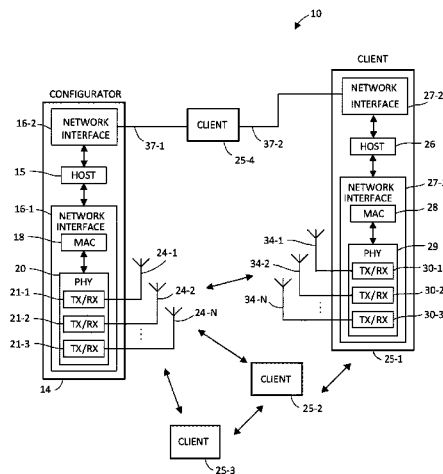 10
CLIENT
CONFIGURATOR
16-2
NETWORK INTERFACE
37-1
CLIENT
25-4
37-2
NETWORK INTERFACE
27-2
15
HOST
HOST
26
16-1
NETWORK INTERFACE
18
MAC
20
PHY
21-1
TX/RX
21-2
TX/RX
21-3
TX/RX
14
24-1
24-2
24-N
NETWORK INTERFACE
MAC
28
PHY
29
34-1
34-2
34-N
TX/RX
30-1
TX/RX
30-2
TX/RX
30-3
25-1
CLIENT
25-2
CLIENT
25-3